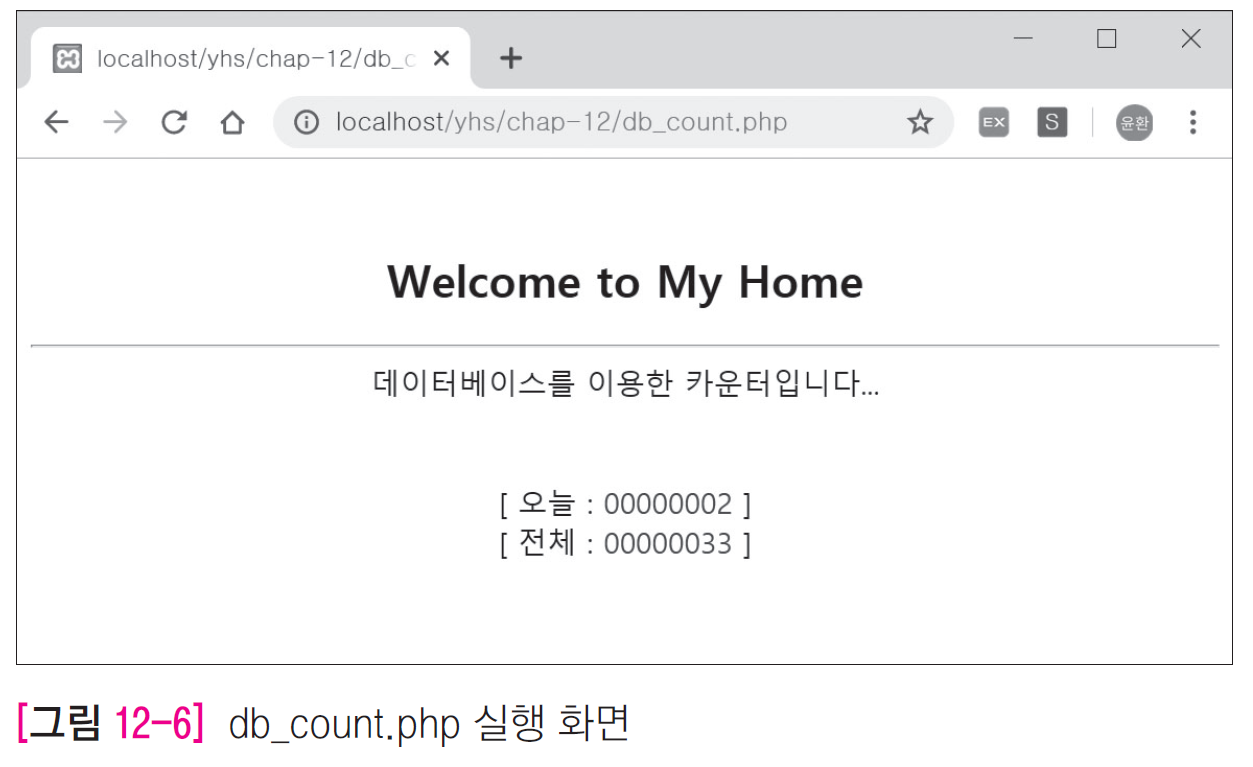 localhost/yhs/chap-12/db_c
localhost/yhs/chap-12/db_count.php
EX
S
윤환
Welcome to My Home
데이터베이스를 이용한 카운터입니다...
[ 오늘 : 00000002 ]
[ 전체 : 00000033 ]
[그림 12-6] db_count.php 실행 화면